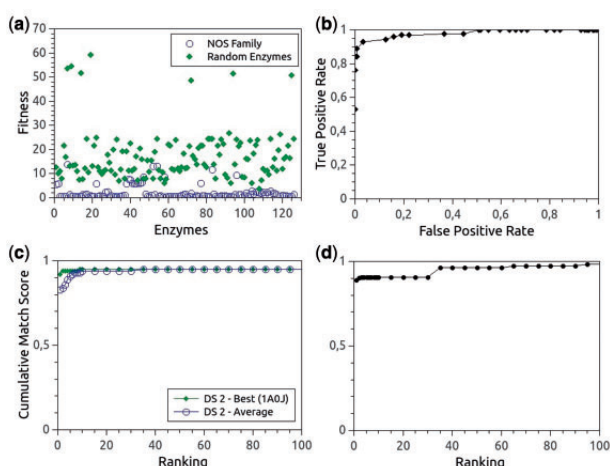 (a)
70
60
50
40
30
20
10
0
Fitness
NOS Family
Random Enzymes
0 20 40 60 80 100 120
Enzymes
(b)
1
0,8
0,6
0,4
0,2
0
True Positive Rate
0 0,2 0,4 0,6 0,8 1
False Positive Rate
(c)
1
0,5
0
Cumulative Match Score
DS 2 - Best (1A0J)
DS 2 - Average
0 20 40 60 80 100
Ranking
(d)
1
0,5
0
0 20 40 60 80 100
Ranking